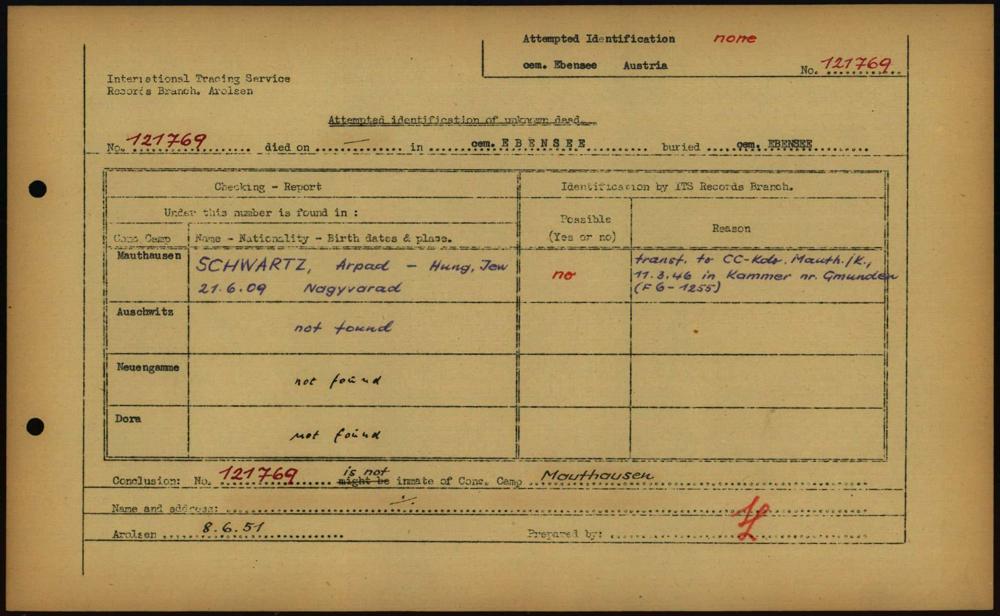 Attempted Identification none
cem. Ebensee Austria
No. 121769
International Tracing Service
Records Branch. Arolsen
Attempted identification of unknown dead.
No. 121769 died on — in cem. EBENSEE buried cem. EBENSEE
Checking - Report
Identification by ITS Records Branch.
Under this number is found in :
Possible
(Yes or no)
Reason
Conc. Camp Name - Nationality - Birth dates & place.
Mauthausen SCHWARTZ, Arpad - Hung, Jew
21.6.09 Nagyvarad
no
transf. to CC-Kdo. Mauth./K.,
11.3.46 in Kammer nr. Gmunden
(F 6-1255)
Auschwitz
not found
Neuengamme
not found
Dora
not found
Conclusion: No. 121769 is not might be inmate of Conc. Camp Mauthausen
Name and address:
Arolsen 8.6.51 Prepared by: